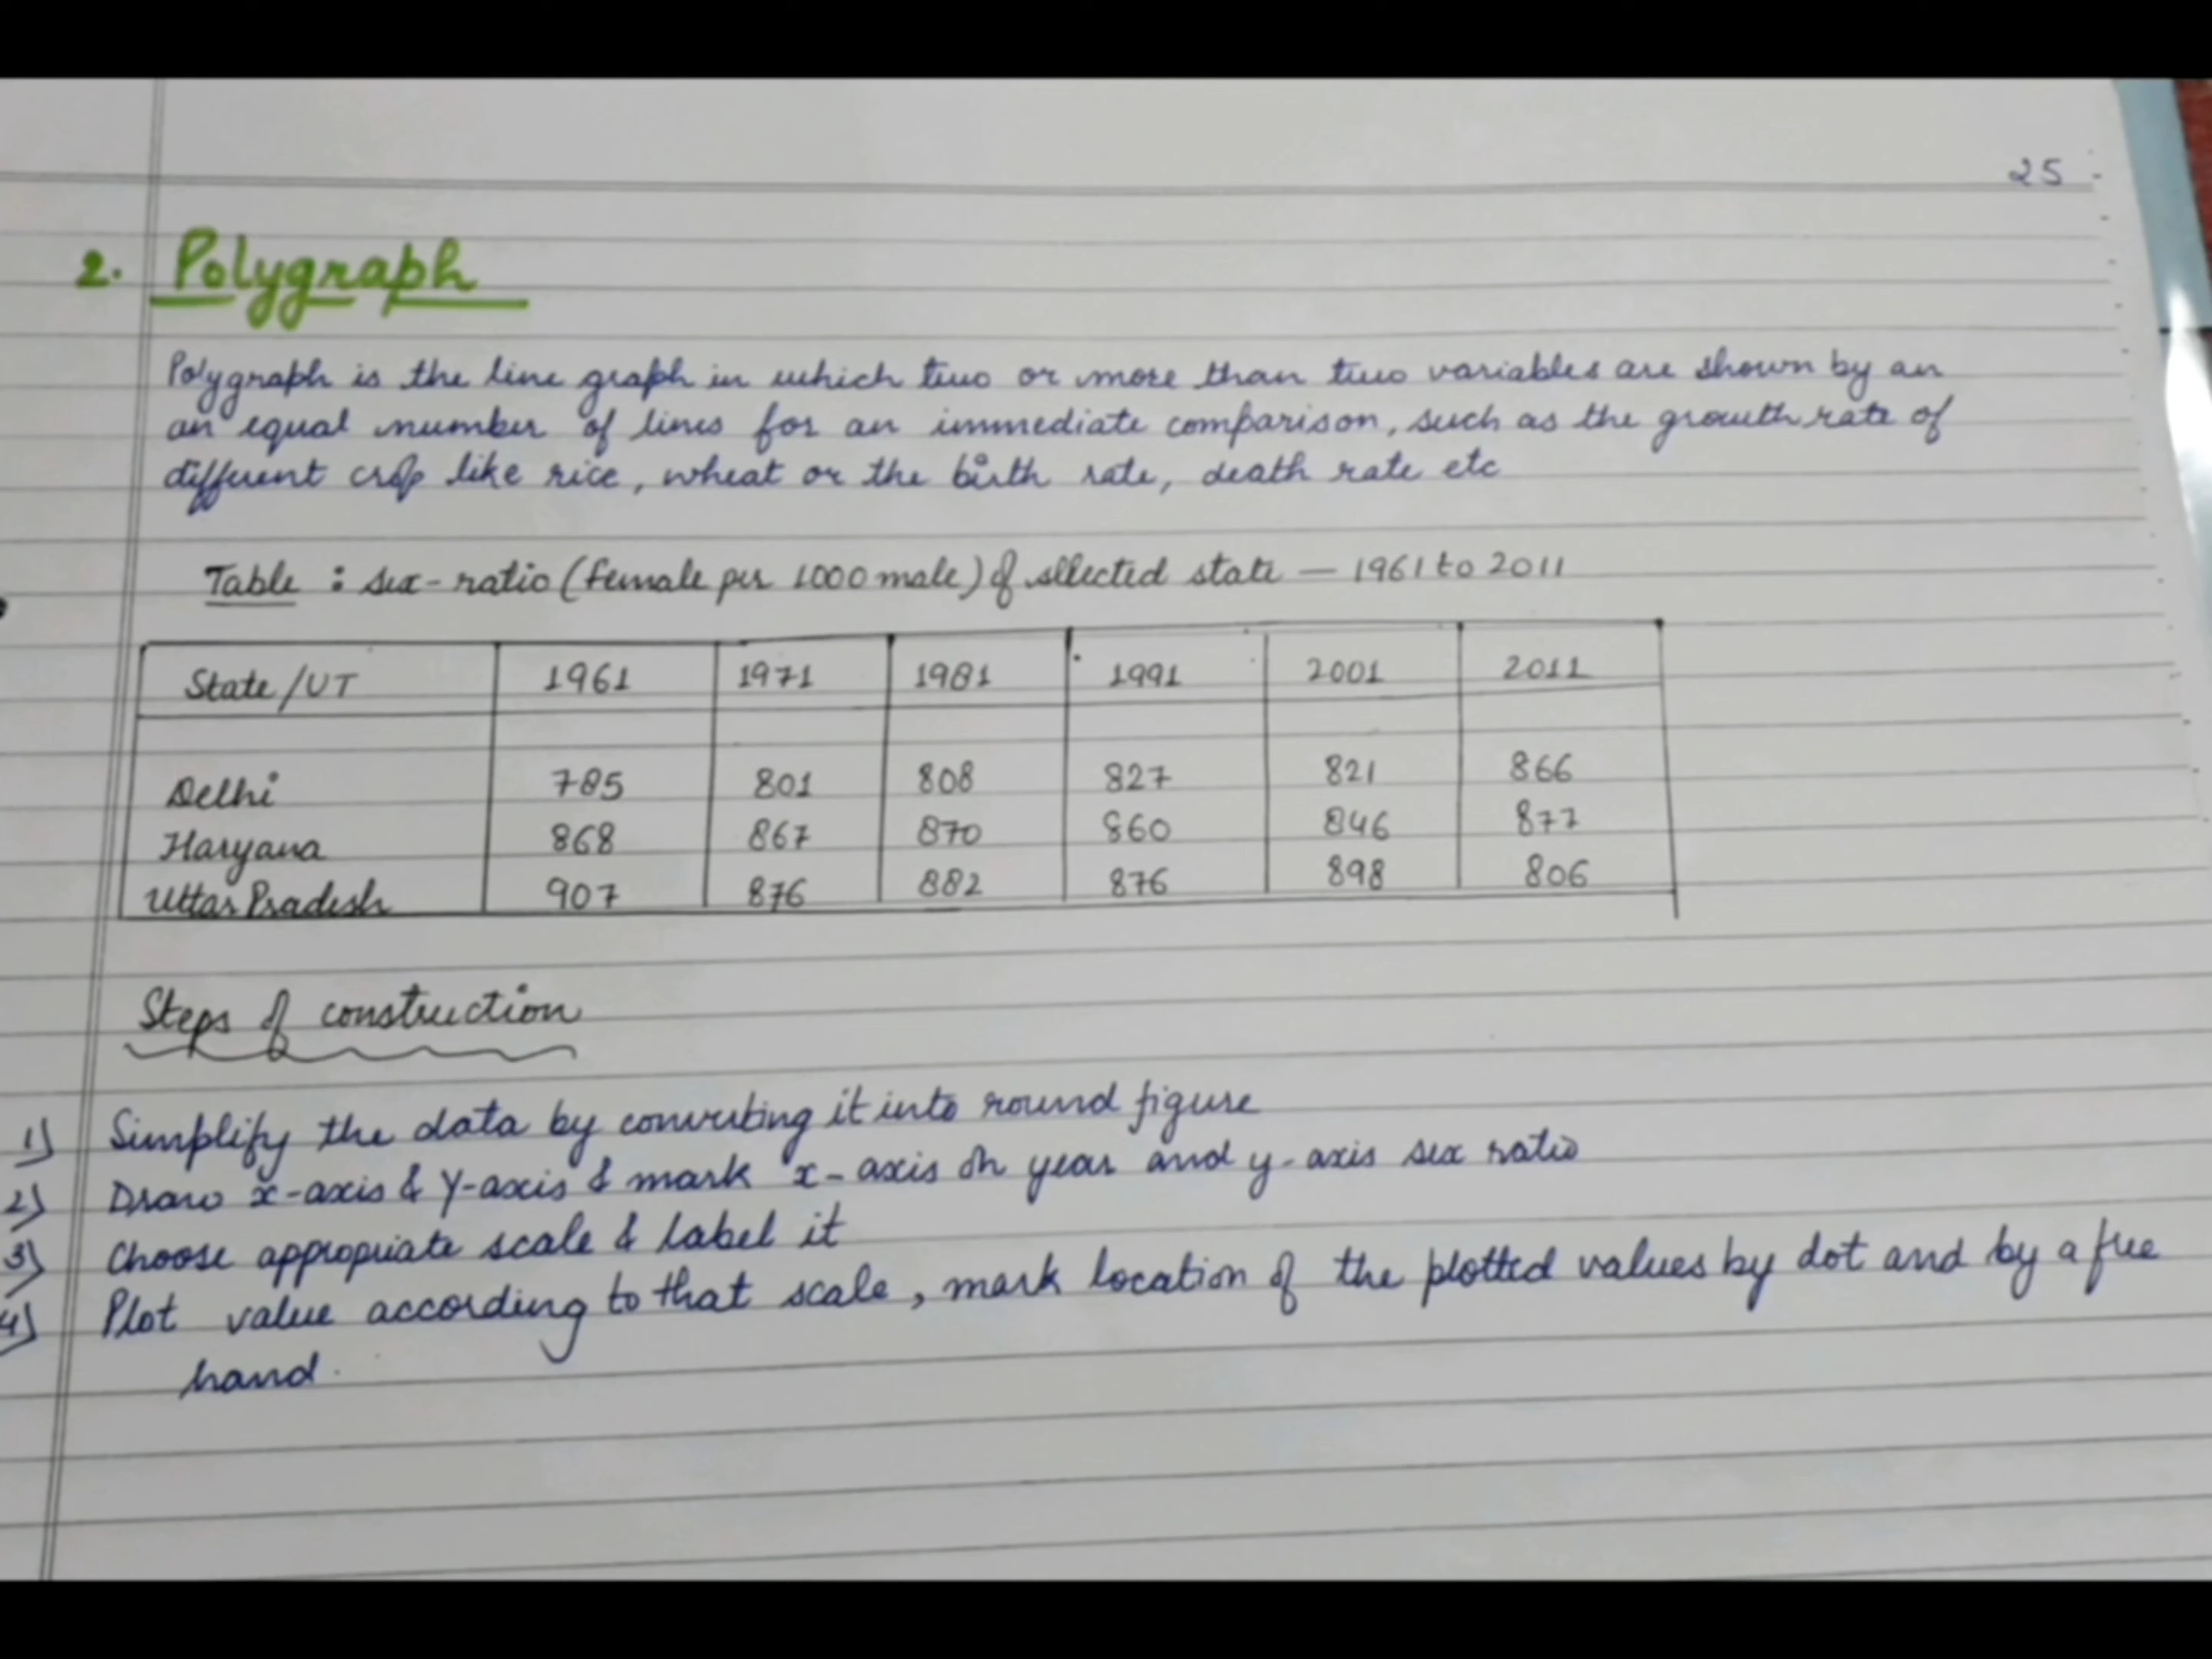 25
2. Polygraph
Polygraph is the line graph in which two or more than two variables are shown by an
an equal number of lines for an immediate comparison, such as the growth rate of
different crop like rice, wheat or the birth rate, death rate etc
Table : sex-ratio (female per 1000 male) of sllected state — 1961 to 2011
State/UT 1961 1971 1981 1991 2001 2011
Delhi 785 801 808 827 821 866
Haryana 868 867 870 860 846 877
Uttar Pradesh 907 876 882 876 898 806
Steps of construction
1) Simplify the data by converting it into round figure
2) Draw x-axis & Y-axis & mark x-axis on year and y-axis sex ratio
3) Choose appropriate scale & label it
4) Plot value according to that scale, mark location of the plotted values by dot and by a free
hand.